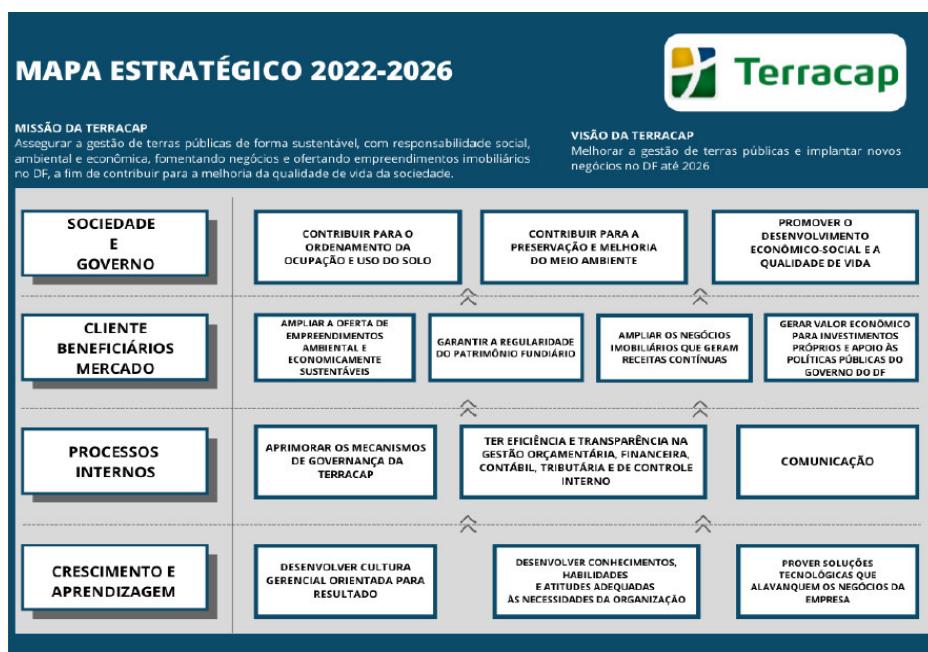 MAPA ESTRATÉGICO 2022-2026
Terracap
MISSÃO DA TERRACAP
Assegurar a gestão de terras públicas de forma sustentável, com responsabilidade social,
ambiental e econômica, fomentando negócios e ofertando empreendimentos imobiliários
no DF, a fim de contribuir para a melhoria da qualidade de vida da sociedade.
VISÃO DA TERRACAP
Melhorar a gestão de terras públicas e implantar novos
negócios no DF até 2026
SOCIEDADE
E
GOVERNO
CONTRIBUIR PARA O
ORDENAMENTO DA
OCUPAÇÃO E USO DO SOLO
CONTRIBUIR PARA A
PRESERVAÇÃO E MELHORIA
DO MEIO AMBIENTE
PROMOVER O
DESENVOLVIMENTO
ECONÔMICO-SOCIAL E A
QUALIDADE DE VIDA
CLIENTE
BENEFICIÁRIOS
MERCADO
AMPLIAR A OFERTA DE
EMPREENDIMENTOS
AMBIENTAL E
ECONOMICAMENTE
SUSTENTÁVEIS
GARANTIR A REGULARIDADE
DO PATRIMÔNIO FUNDIÁRIO
AMPLIAR OS NEGÓCIOS
IMOBILIÁRIOS QUE GERAM
RECEITAS CONTÍNUAS
GERAR VALOR ECONÔMICO
PARA INVESTIMENTOS
PRÓPRIOS E APOIO ÀS
POLÍTICAS PÚBLICAS DO
GOVERNO DO DF
PROCESSOS
INTERNOS
APRIMORAR OS MECANISMOS
DE GOVERNANÇA DA
TERRACAP
TER EFICIÊNCIA E TRANSPARÊNCIA NA
GESTÃO ORÇAMENTÁRIA, FINANCEIRA,
CONTÁBIL, TRIBUTÁRIA E DE CONTROLE
INTERNO
COMUNICAÇÃO
CRESCIMENTO E
APRENDIZAGEM
DESENVOLVER CULTURA
GERENCIAL ORIENTADA PARA
RESULTADO
DESENVOLVER CONHECIMENTOS,
HABILIDADES
E ATITUDES ADEQUADAS
ÀS NECESSIDADES DA ORGANIZAÇÃO
PROVER SOLUÇÕES
TECNOLÓGICAS QUE
ALAVANQUEM OS NEGÓCIOS DA
EMPRESA